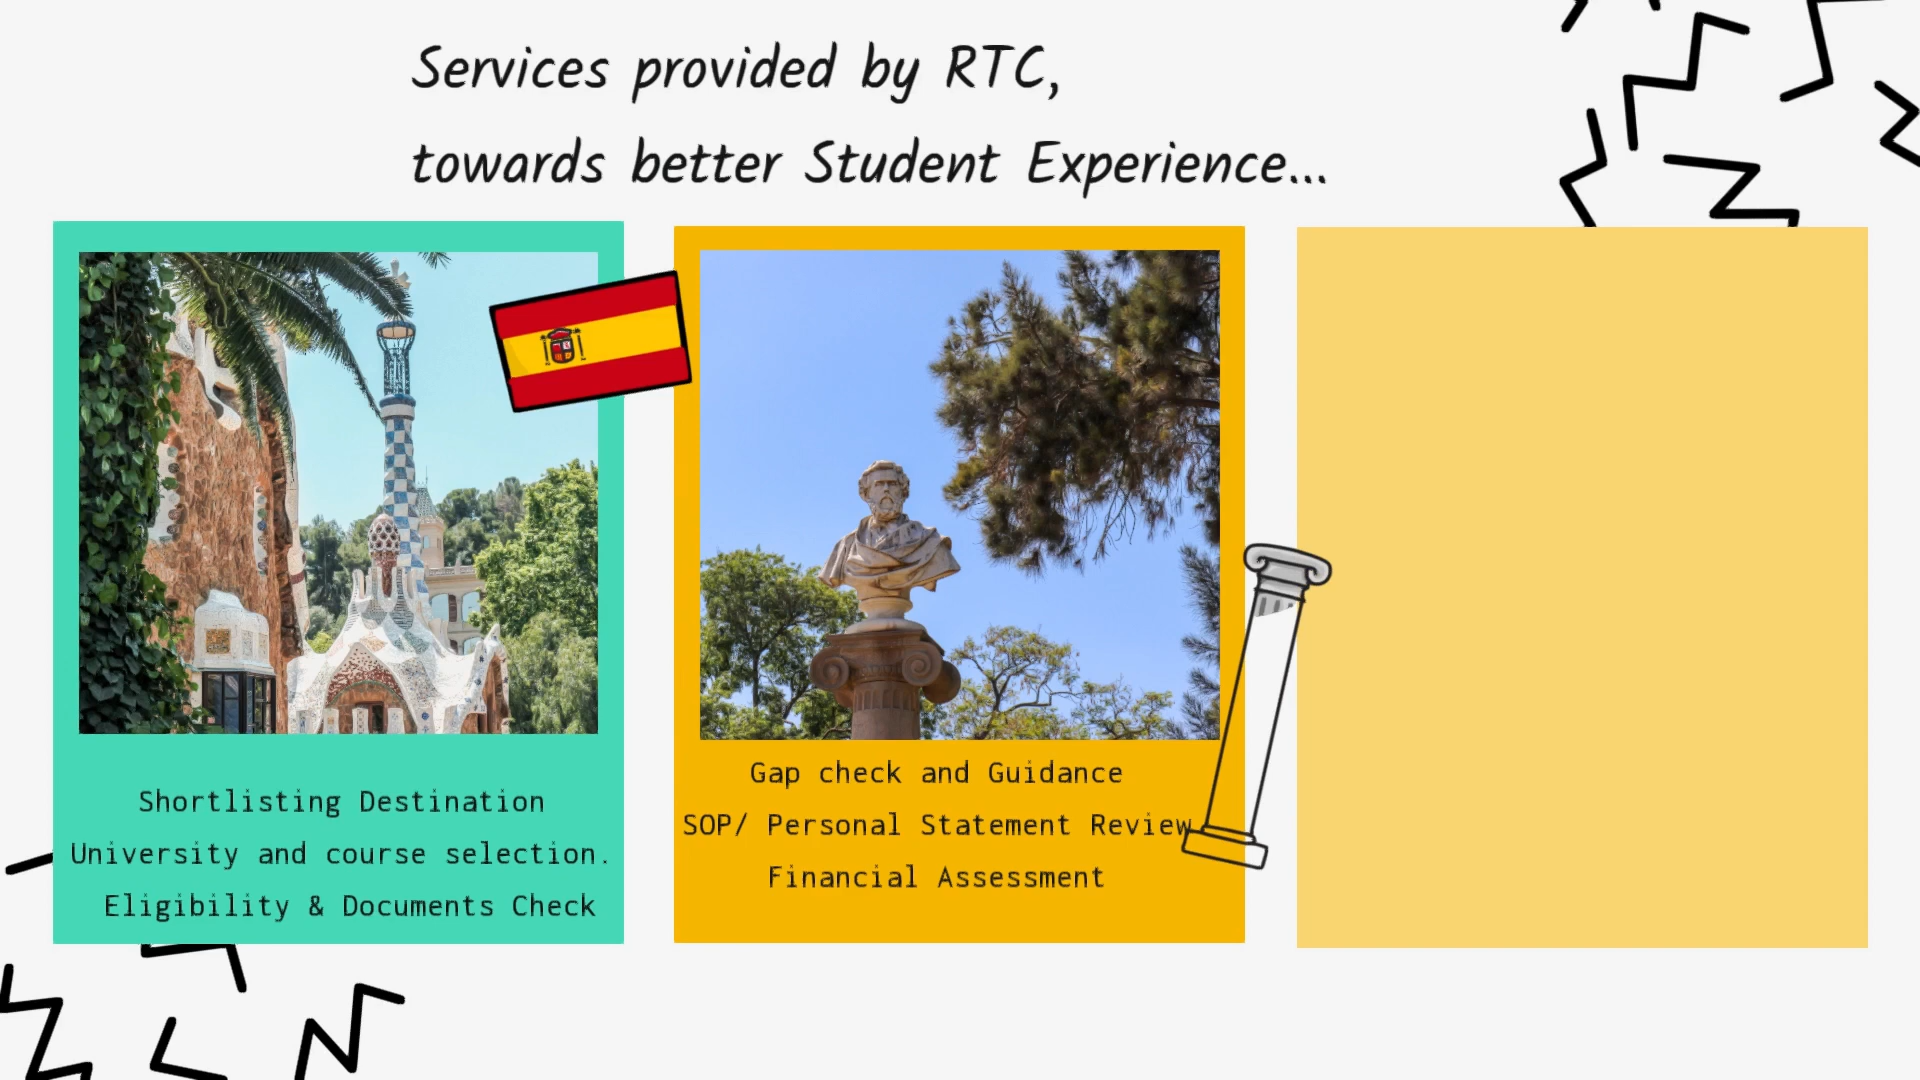 Services provided by RTC,
towards better Student Experience...
Shortlisting Destination
University and course selection.
Eligibility & Documents Check
Gap check and Guidance
SOP/ Personal Statement Review
Financial Assessment